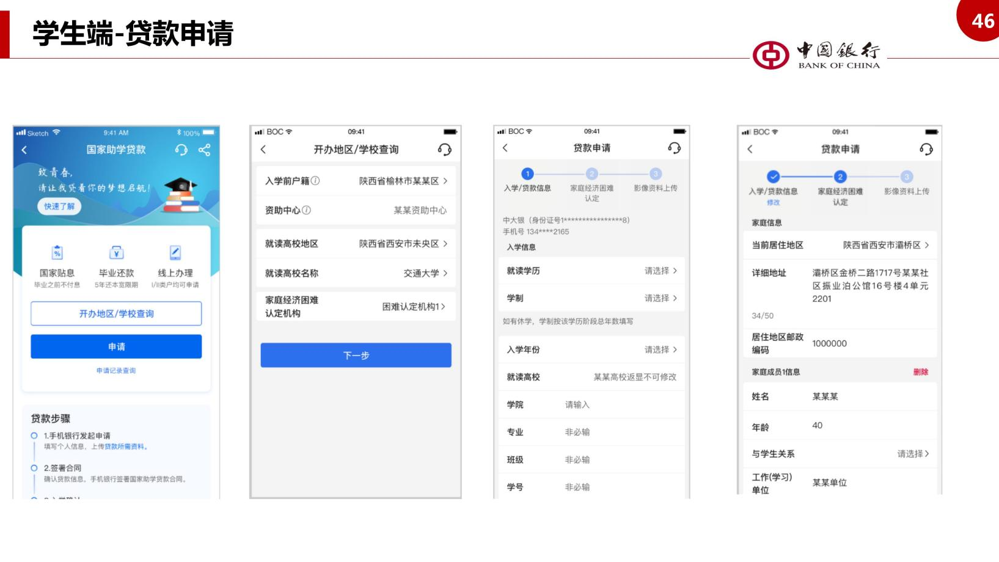 学生端-贷款申请
46
中國銀行
BANK OF CHINA
Sketch 9:41 AM 100%
国家助学贷款
致青春,
请让我贷着你的梦想启航!
快速了解
国家贴息 毕业还款 线上办理
毕业之前不付息 5年还本宽限期 I/II类户均可申请
开办地区/学校查询
申请
申请记录查询
贷款步骤
1.手机银行发起申请
填写个人信息，上传贷款所需资料。
2.签署合同
确认贷款信息，手机银行签署国家助学贷款合同。
BOC 09:41
开办地区/学校查询
入学前户籍 陕西省榆林市某某区
资助中心 某某资助中心
就读高校地区 陕西省西安市未央区
就读高校名称 交通大学
家庭经济困难
认定机构 困难认定机构1
下一步
BOC 09:41
贷款申请
1 2 3
入学/贷款信息 家庭经济困难 影像资料上传
认定
中大银（身份证号1****************8)
手机号 134****2165
入学信息
就读学历 请选择
学制 请选择
如有休学，学制按该学历阶段总年数填写
入学年份 请选择
就读高校 某某高校返显不可修改
学院 请输入
专业 非必输
班级 非必输
学号 非必输
BOC 09:41
贷款申请
2 3
入学/贷款信息 家庭经济困难 影像资料上传
修改 认定
家庭信息
当前居住地区 陕西省西安市灞桥区
详细地址 灞桥区金桥二路1717号某某社
区振业泊公馆16号楼4单元
2201
34/50
居住地区邮政
编码 1000000
家庭成员1信息 删除
姓名 某某某
年龄 40
与学生关系 请选择
工作(学习)
单位 某某单位